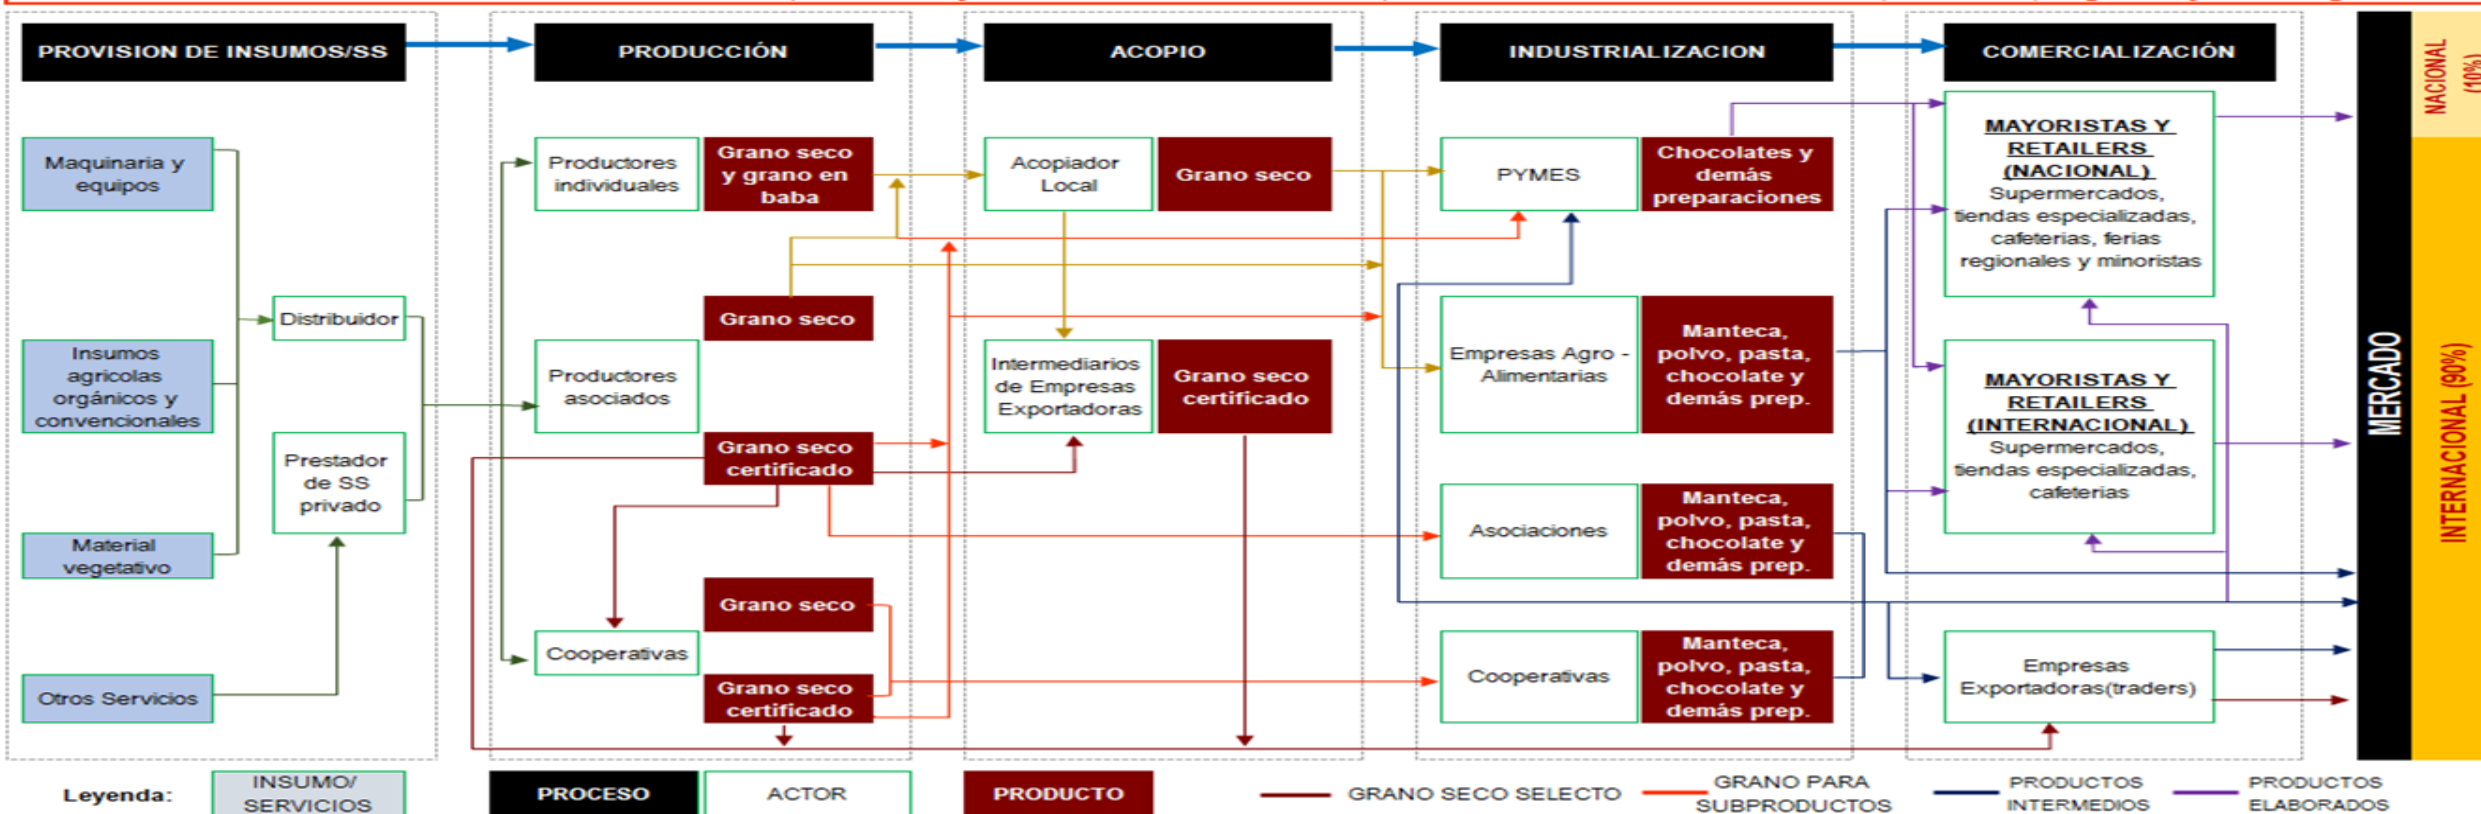 PROVISION DE INSUMOS/SS
PRODUCCIÓN
ACOPIO
INDUSTRIALIZACION
COMERCIALIZACIÓN
Maquinaria y
equipos
Insumos
agricolas
orgánicos y
convencionales
Material
vegetativo
Otros Servicios
Distribuidor
Prestador
de SS
privado
Productores
individuales
Grano seco
y grano en
baba
Grano seco
Productores
asociados
Grano seco
certificado
Grano seco
Cooperativas
Grano seco
certificado
Acopiador
Local
Grano seco
Intermediarios
de Empresas
Exportadoras
Grano seco
certificado
PYMES
Chocolates y
demás
preparaciones
Empresas Agro -
Alimentarias
Manteca,
polvo, pasta,
chocolate y
demás prep.
Asociaciones
Manteca,
polvo, pasta,
chocolate y
demás prep.
Cooperativas
Manteca,
polvo, pasta,
chocolate y
demás prep.
MAYORISTAS Y
RETAILERS
(NACIONAL)
Supermercados,
tiendas especializadas,
cafeterias, ferias
regionales y minoristas
MAYORISTAS Y
RETAILERS
(INTERNACIONAL)
Supermercados,
tiendas especializadas,
cafeterias
Empresas
Exportadoras(traders)
MERCADO
NACIONAL
(10%)
INTERNACIONAL (90%)
Leyenda:
INSUMO/
SERVICIOS
PROCESO
ACTOR
PRODUCTO
GRANO SECO SELECTO
GRANO PARA
SUBPRODUCTOS
PRODUCTOS
INTERMEDIOS
PRODUCTOS
ELABORADOS